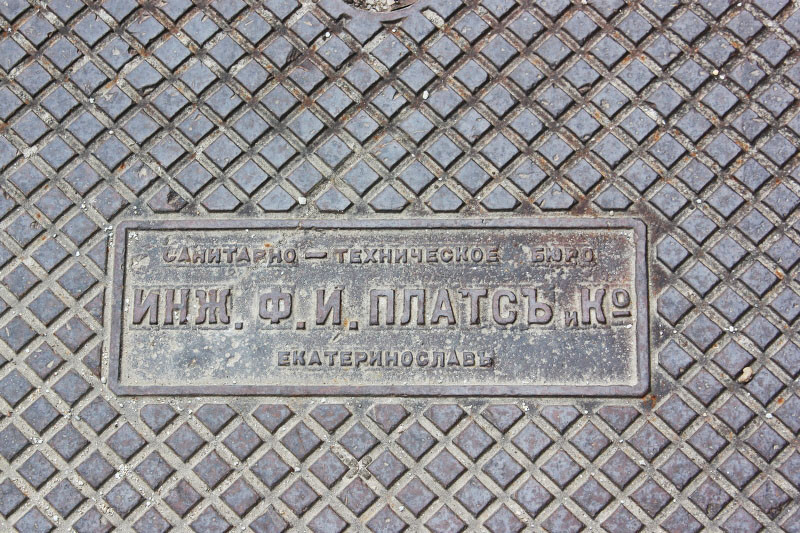 САНИТАРНО — ТЕХНИЧЕСКОЕ БЮРО
ИНЖ. Ф. И. ПЛАТСЪ и Ко
ЕКАТЕРИНОСЛАВЪ